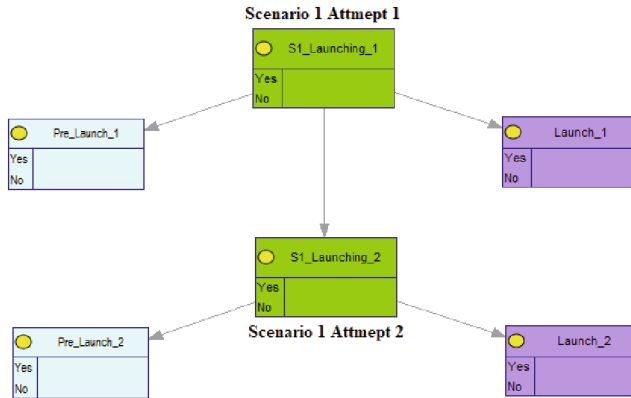 Scenario 1 Attmept 1
S1_Launching_1
Yes
No
Pre_Launch_1
Yes
No
Launch_1
Yes
No
S1_Launching_2
Yes
No
Scenario 1 Attmept 2
Pre_Launch_2
Yes
No
Launch_2
Yes
No